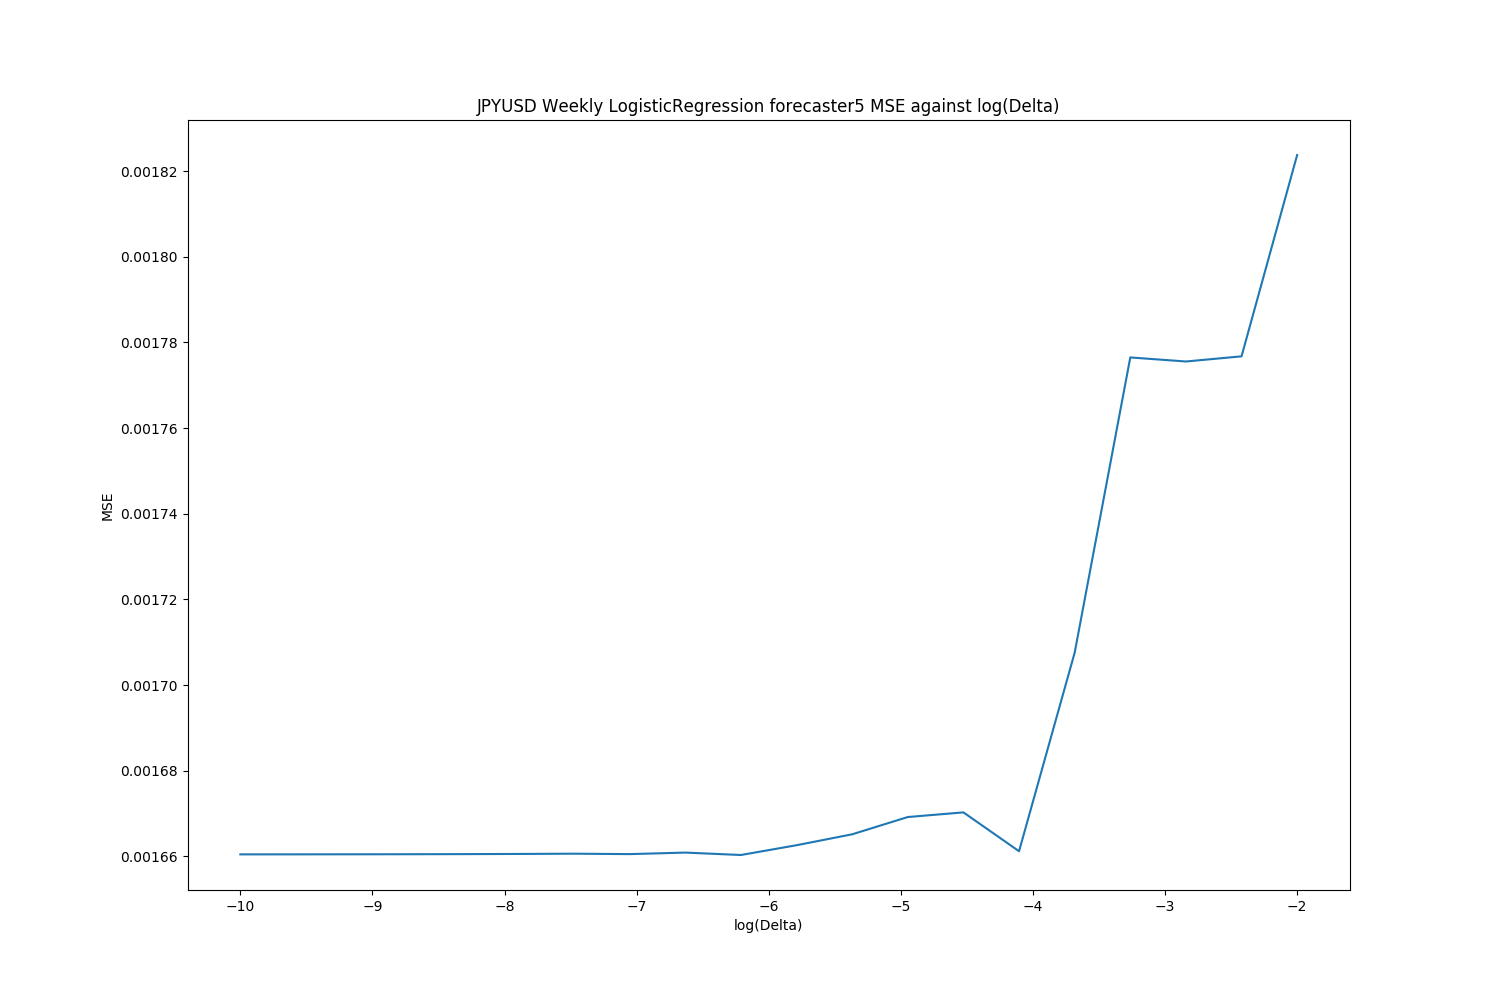 JPYUSD Weekly LogisticRegression forecaster5 MSE against log(Delta)
0.00182
0.00180
0.00178
0.00176
0.00174
0.00172
0.00170
0.00168
0.00166
MSE
−10 −9 −8 −7 −6 −5 −4 −3 −2
log(Delta)